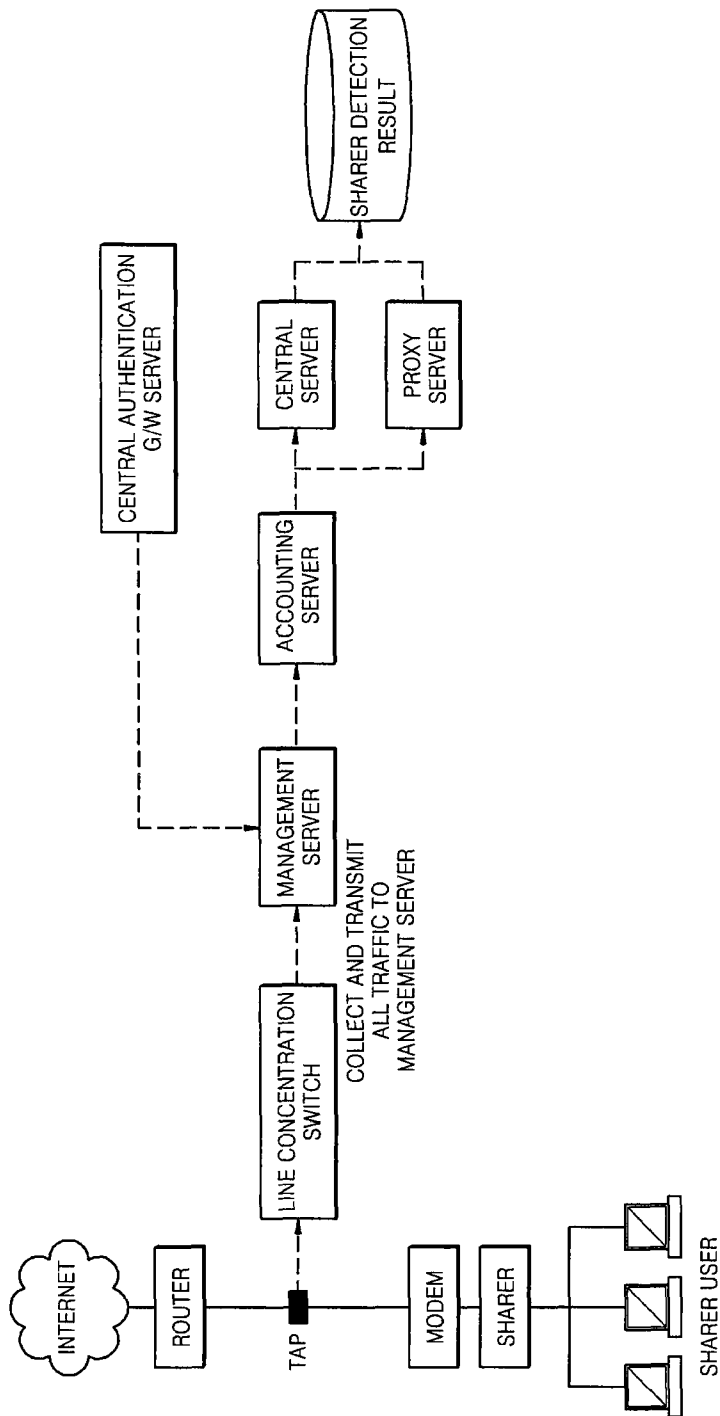 INTERNET
ROUTER
TAP
MODEM
SHARER
SHARER USER
LINE CONCENTRATION
SWITCH
COLLECT AND TRANSMIT
ALL TRAFFIC TO
MANAGEMENT SERVER
MANAGEMENT
SERVER
CENTRAL AUTHENTICATION
G/W SERVER
ACCOUNTING
SERVER
CENTRAL
SERVER
PROXY
SERVER
SHARER DETECTION
RESULT